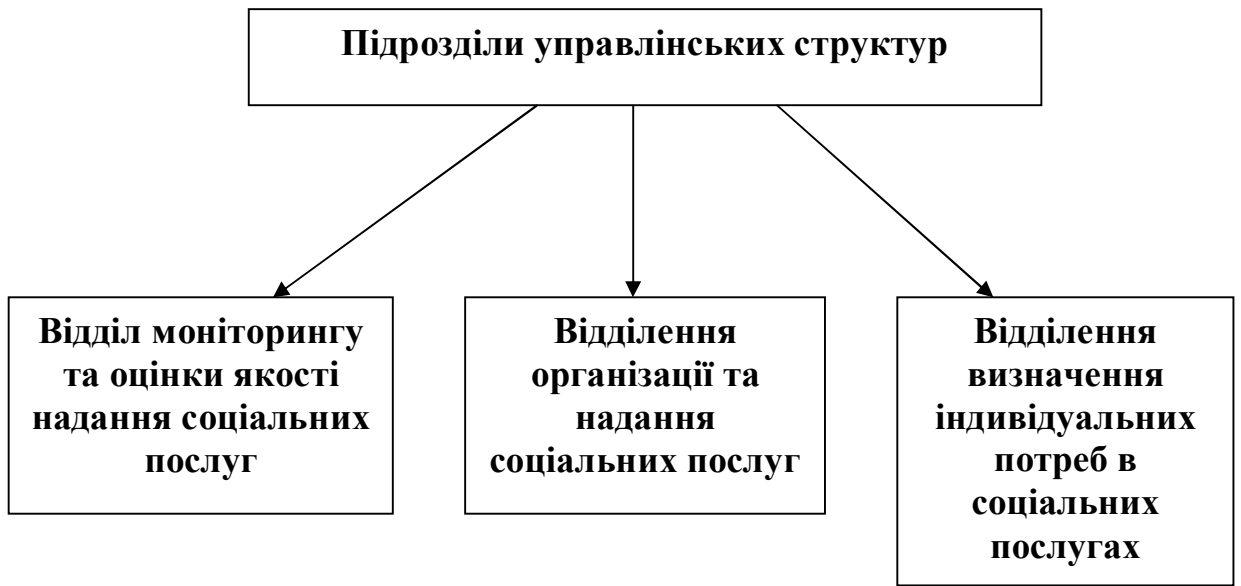 Підрозділи управлінських структур
Відділ моніторингу
та оцінки якості
надання соціальних
послуг
Відділення
організації та
надання
соціальних послуг
Відділення
визначення
індивідуальних
потреб в
соціальних
послугах